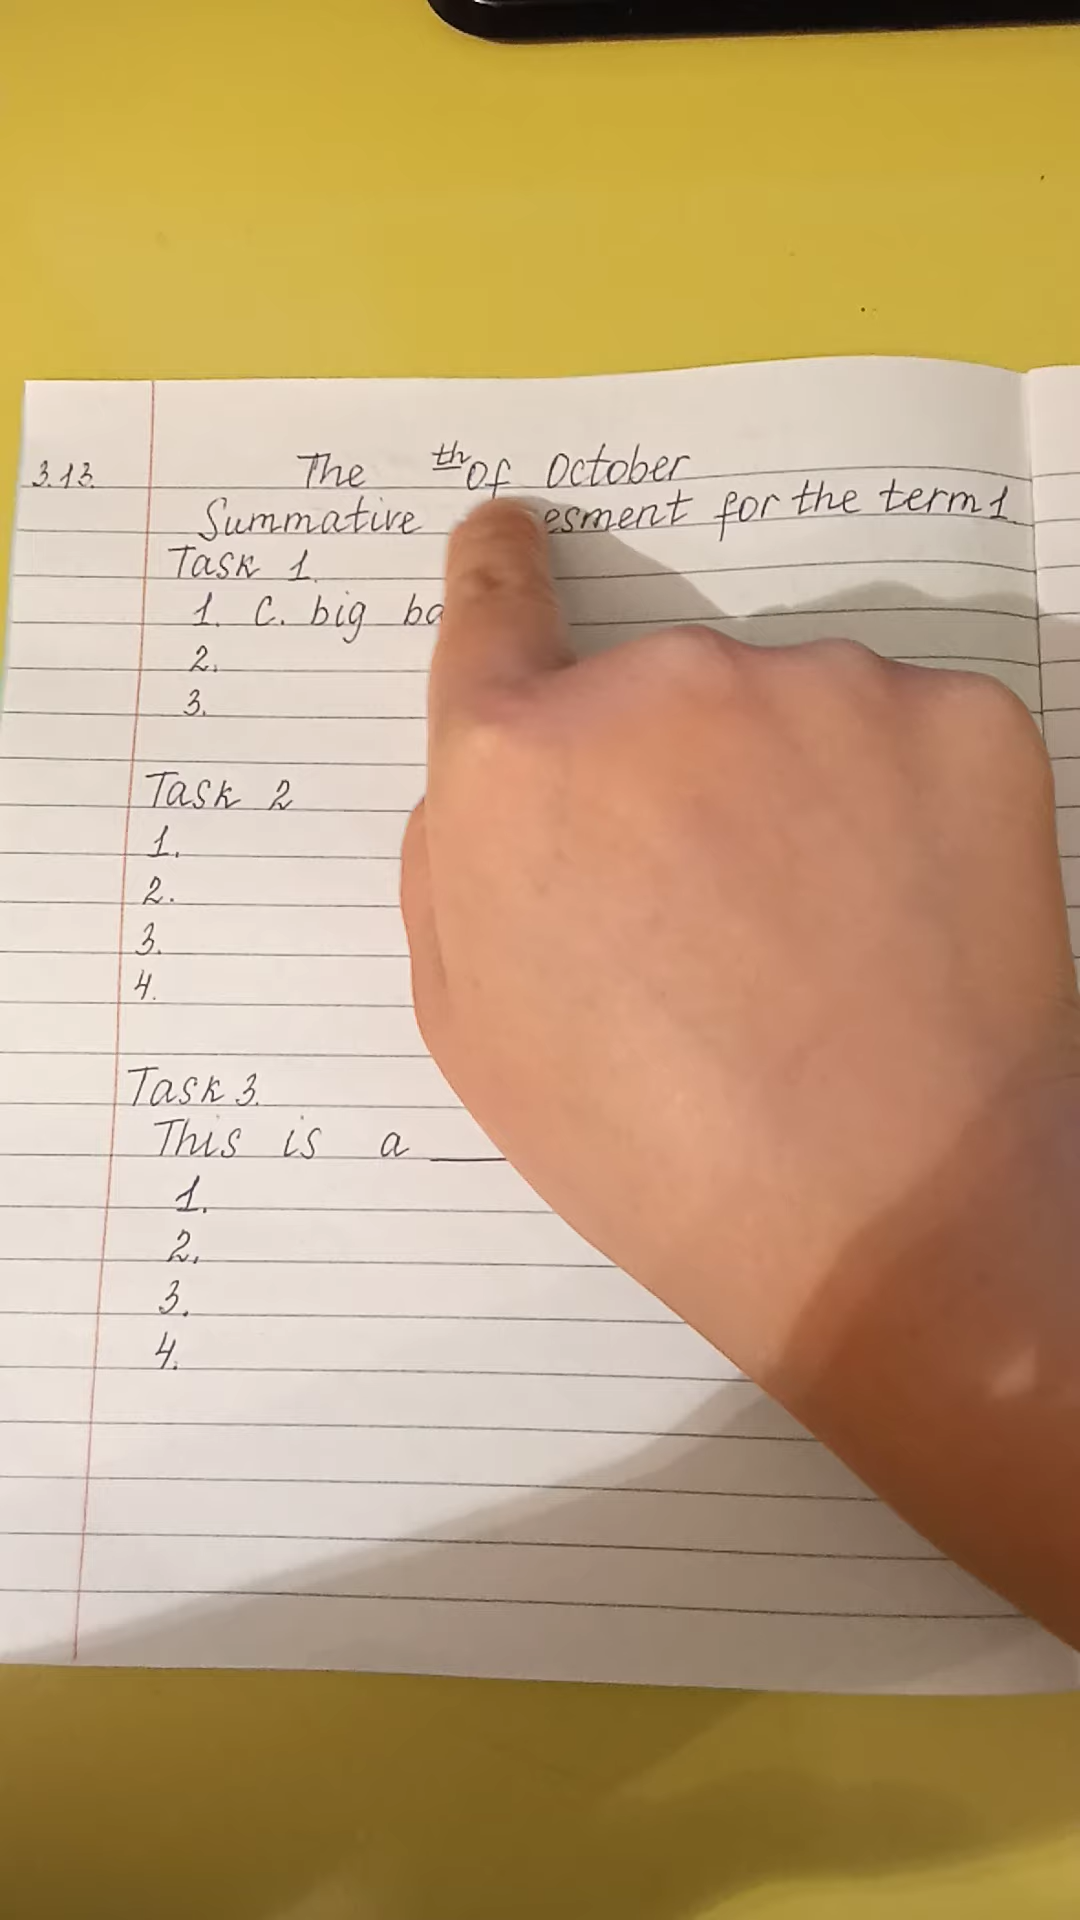 3.13. The th of October
Summative esment for the term 1.
Task 1.
1. C. big
2.
3.
Task 2
1.
2.
3.
4.
Task 3.
This is a ____
1.
2.
3.
4.